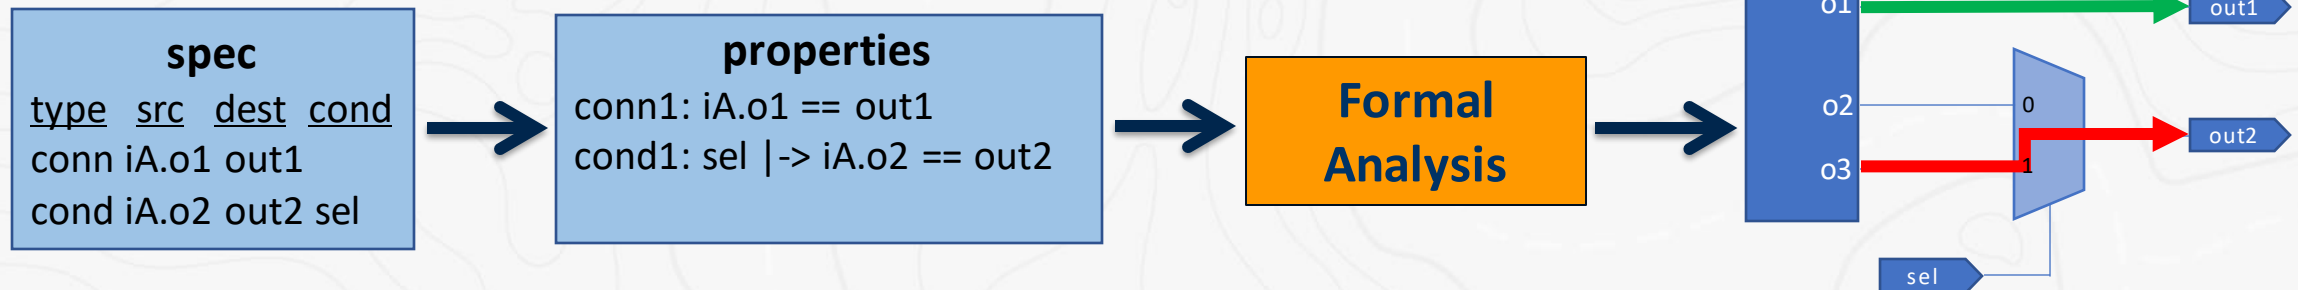 spec
type src dest cond
conn iA.o1 out1
cond iA.o2 out2 sel
properties
conn1: iA.o1 == out1
cond1: sel |-> iA.o2 == out2
Formal
Analysis
o1
out1
o2
0
out2
o3
1
sel